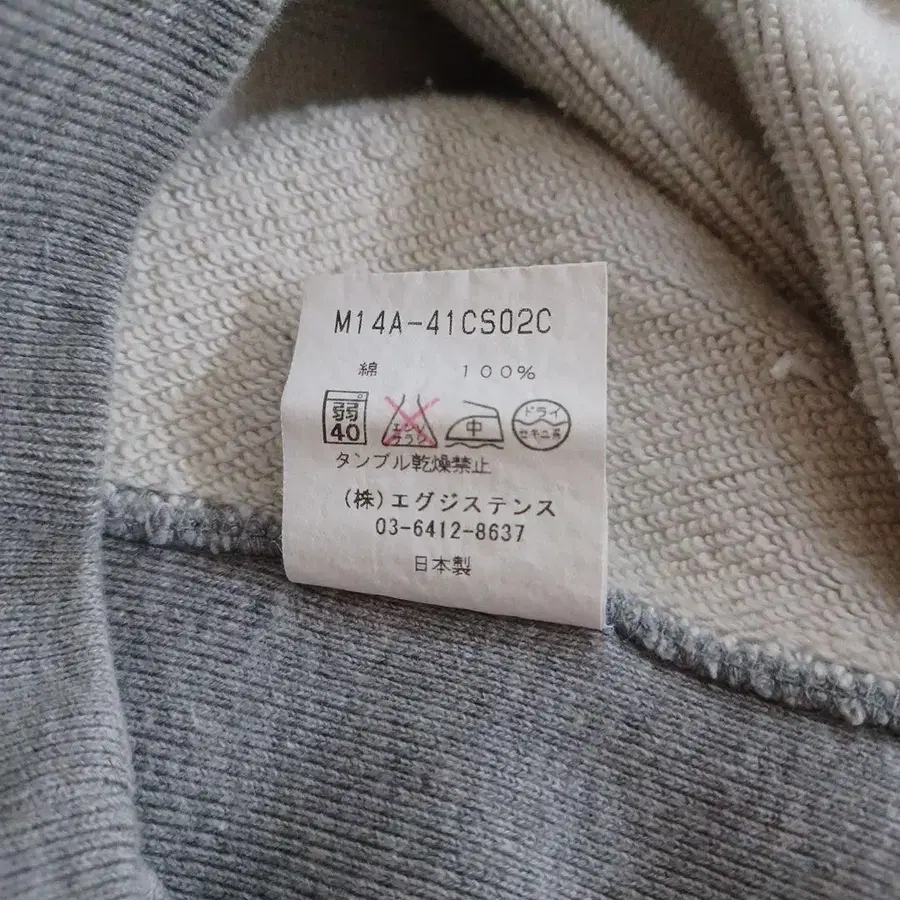 M14A-41CS02C
綿 100%
弱 40 エンソ サラシ 中 ドライ セキユ系
タンブル乾燥禁止
(株)エグジステンス
03-6412-8637
日本製